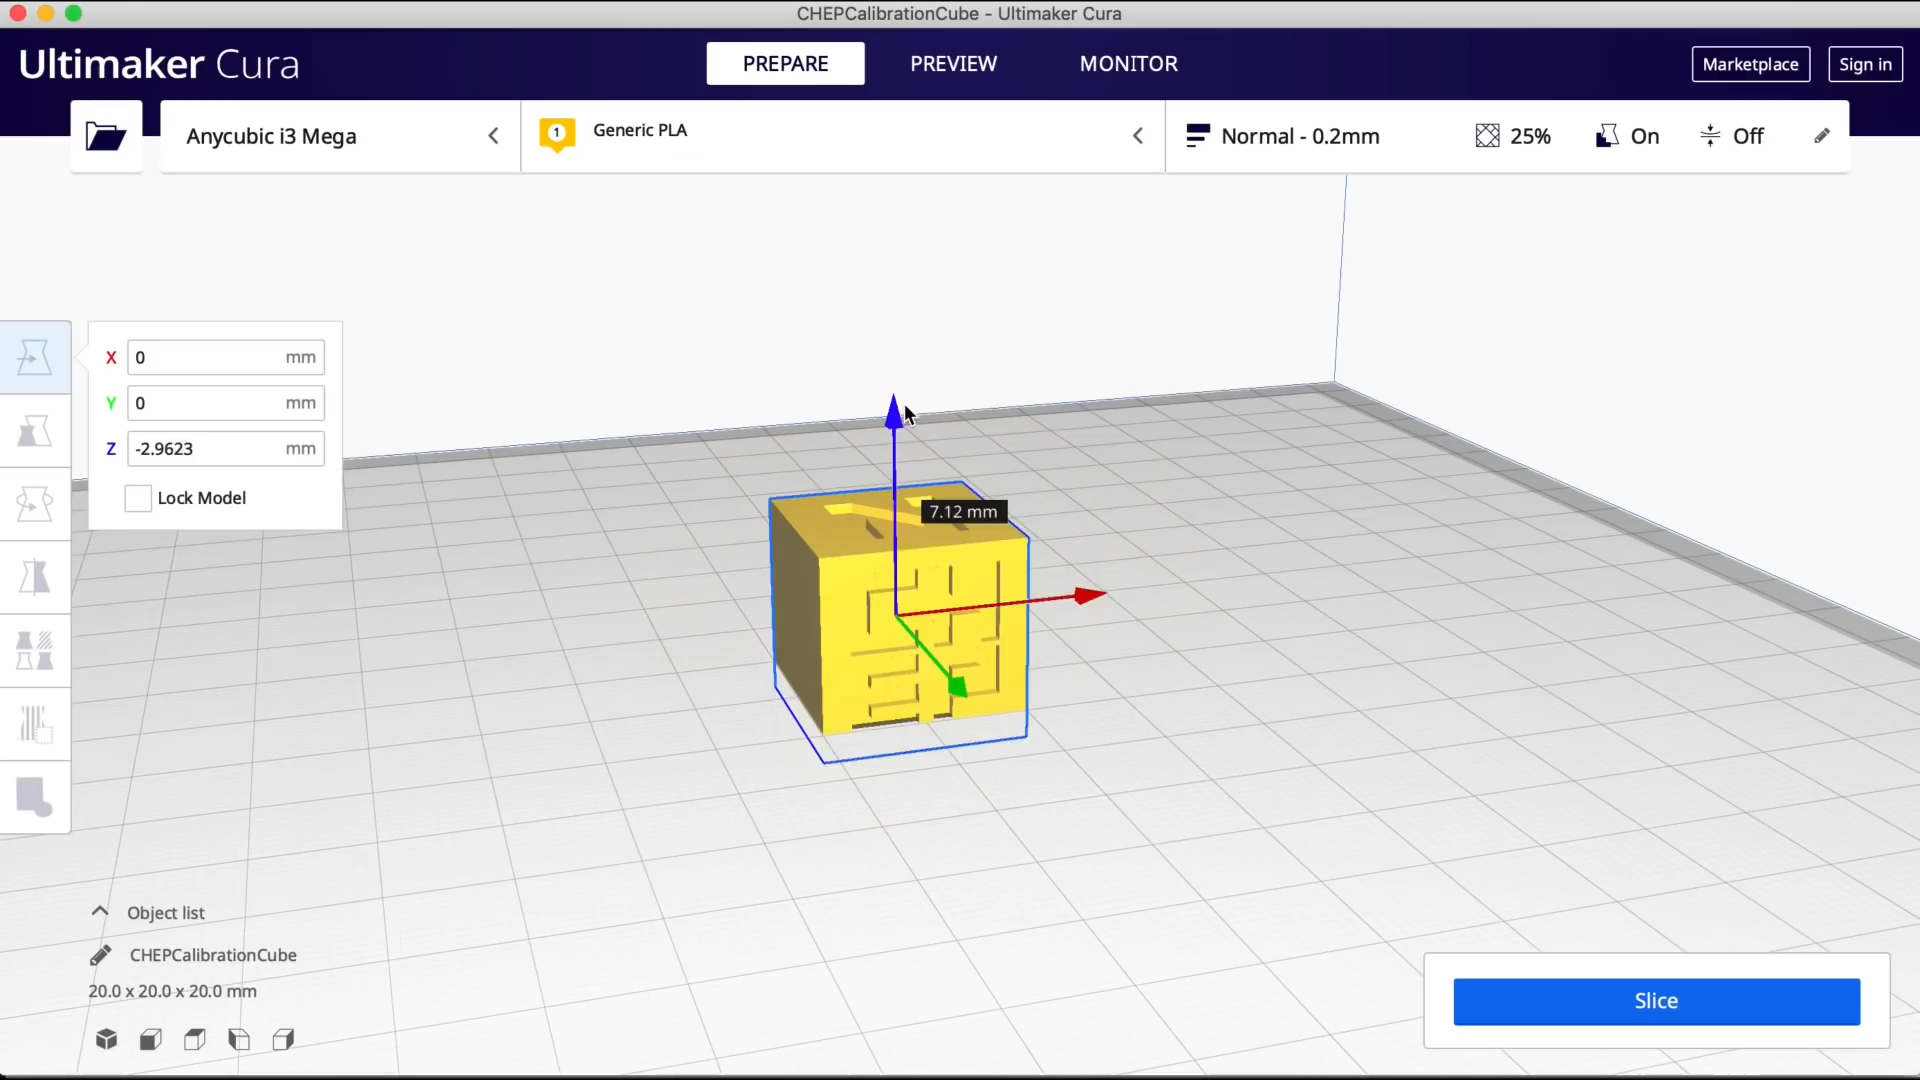 CHEPCalibrationCube - Ultimaker Cura
Ultimaker Cura
PREPARE
PREVIEW
MONITOR
Marketplace
Sign in
Anycubic i3 Mega
1
Generic PLA
Normal - 0.2mm
25%
On
Off
X 0 mm
Y 0 mm
Z -2.9623 mm
Lock Model
7.12 mm
Object list
CHEPCalibrationCube
20.0 x 20.0 x 20.0 mm
Slice